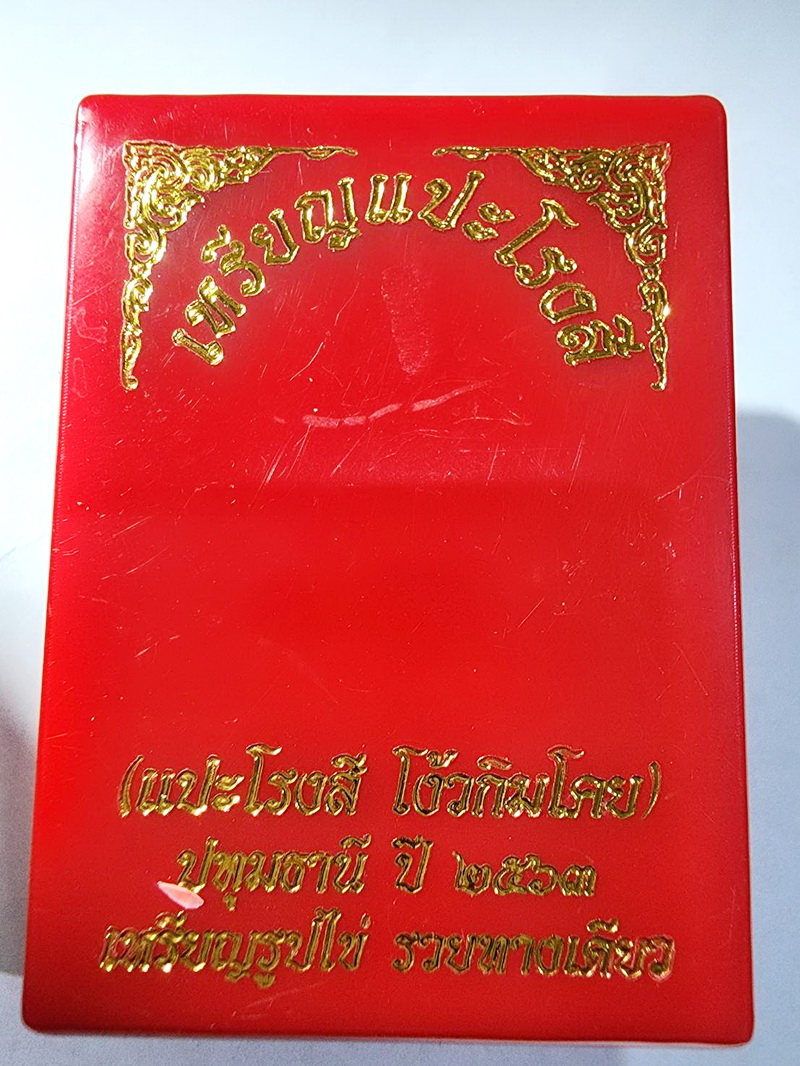 เหรียญแปะโรงสี
(แปะโรงสี โง้วกิมโคย)
ปทุมธานี ปี ๒๕๖๓
เหรียญรูปไข่ รวยทางเดียว